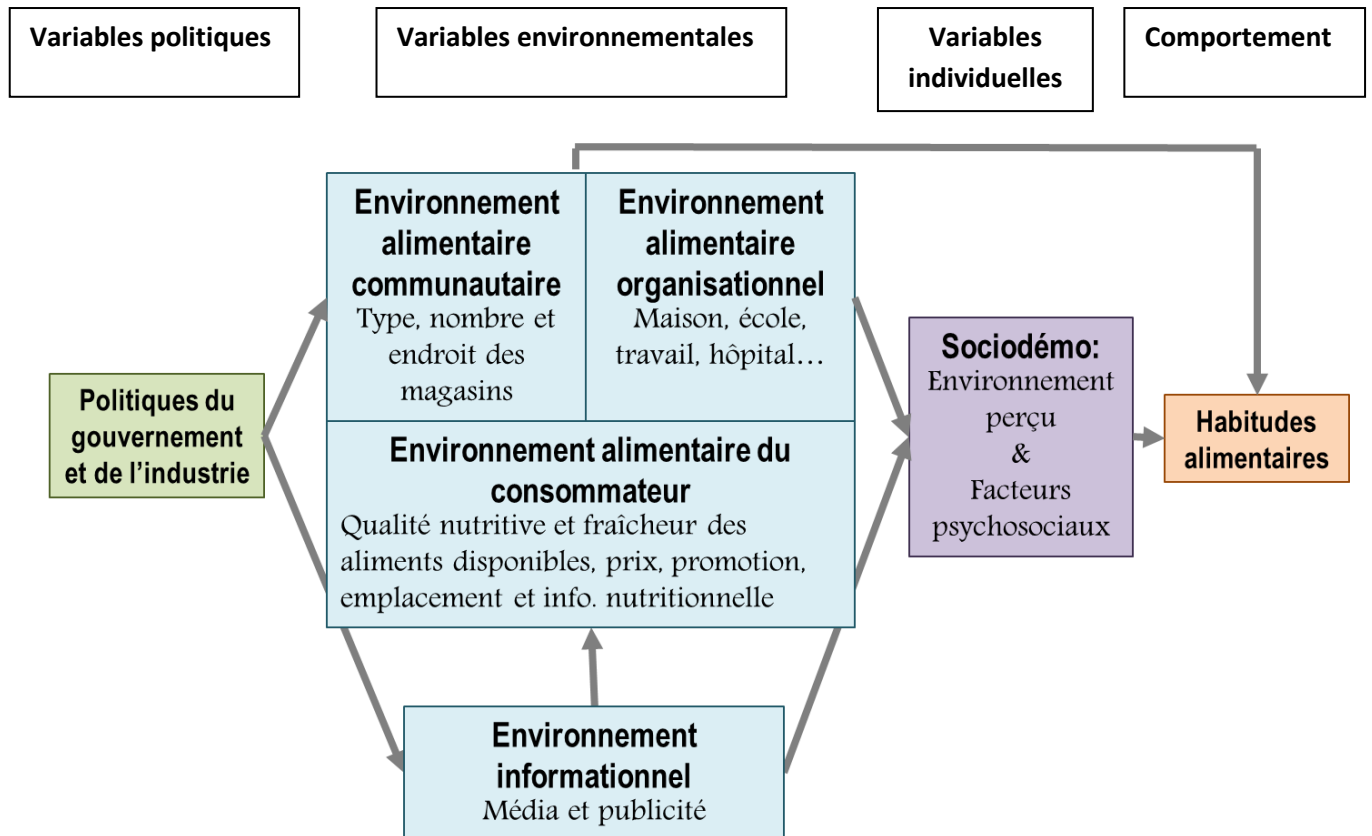 Variables politiques
Variables environnementales
Variables
individuelles
Comportement
Environnement
alimentaire
communautaire
Type, nombre et
endroit des
magasins
Environnement
alimentaire
organisationnel
Maison, école,
travail, hôpital…
Politiques du
gouvernement
et de l’industrie
Environnement alimentaire du
consommateur
Qualité nutritive et fraîcheur des
aliments disponibles, prix, promotion,
emplacement et info. nutritionnelle
Sociodémo:
Environnement
perçu
&
Facteurs
psychosociaux
Habitudes
alimentaires
Environnement
informationnel
Média et publicité